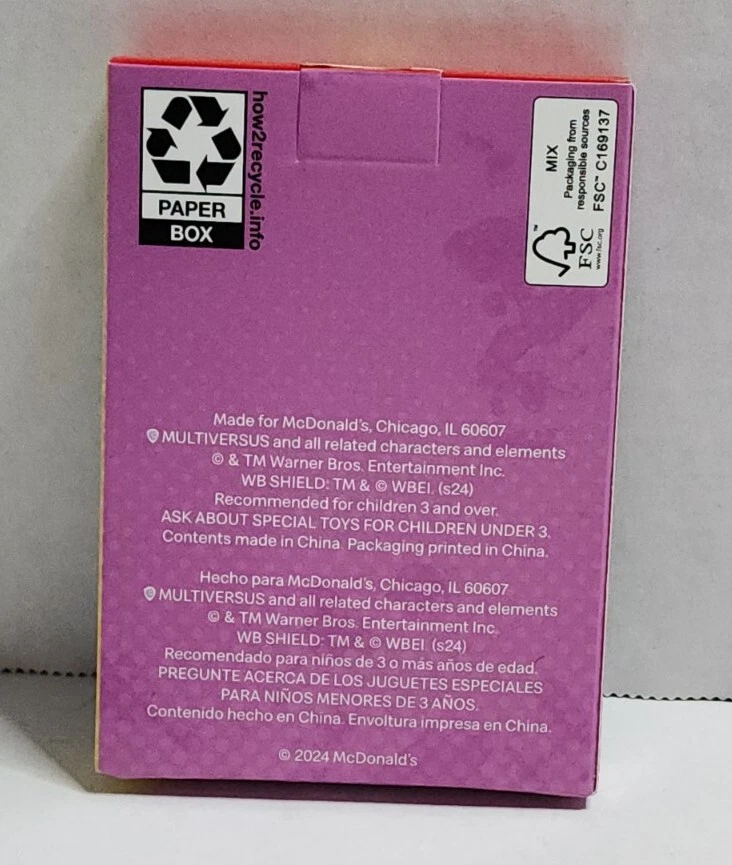 how2recycle.info
PAPER
BOX
MIX
Packaging from
responsible sources
FSC™ C169137
™
FSC
www.fsc.org
Made for McDonald's, Chicago, IL 60607
MULTIVERSUS and all related characters and elements
© & TM Warner Bros. Entertainment Inc.
WB SHIELD: TM & © WBEI. (s24)
Recommended for children 3 and over.
ASK ABOUT SPECIAL TOYS FOR CHILDREN UNDER 3.
Contents made in China. Packaging printed in China.
Hecho para McDonald's, Chicago, IL 60607
MULTIVERSUS and all related characters and elements
© & TM Warner Bros. Entertainment Inc.
WB SHIELD: TM & © WBEI. (s24)
Recomendado para niños de 3 o más años de edad.
PREGUNTE ACERCA DE LOS JUGUETES ESPECIALES
PARA NIÑOS MENORES DE 3 AÑOS.
Contenido hecho en China. Envoltura impresa en China.
© 2024 McDonald's